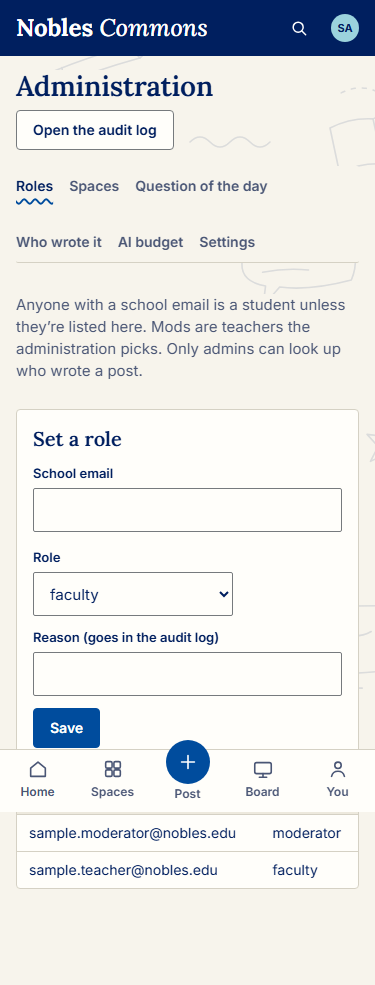 Nobles Commons
SA
Administration
Open the audit log
Roles Spaces Question of the day
Who wrote it AI budget Settings
Anyone with a school email is a student unless
they’re listed here. Mods are teachers the
administration picks. Only admins can look up
who wrote a post.
Set a role
School email
Role
faculty
Reason (goes in the audit log)
Save
Home Spaces Post Board You
sample.moderator@nobles.edu moderator
sample.teacher@nobles.edu faculty